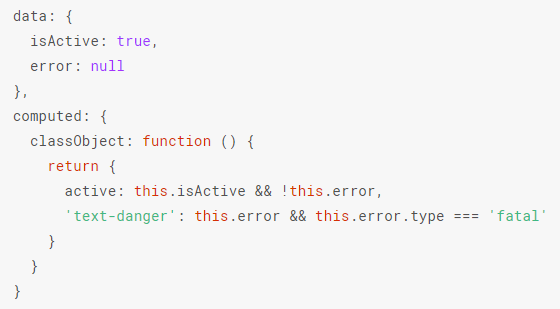 data: {
  isActive: true,
  error: null
},
computed: {
  classObject: function () {
    return {
      active: this.isActive && !this.error,
      'text-danger': this.error && this.error.type === 'fatal'
    }
  }
}